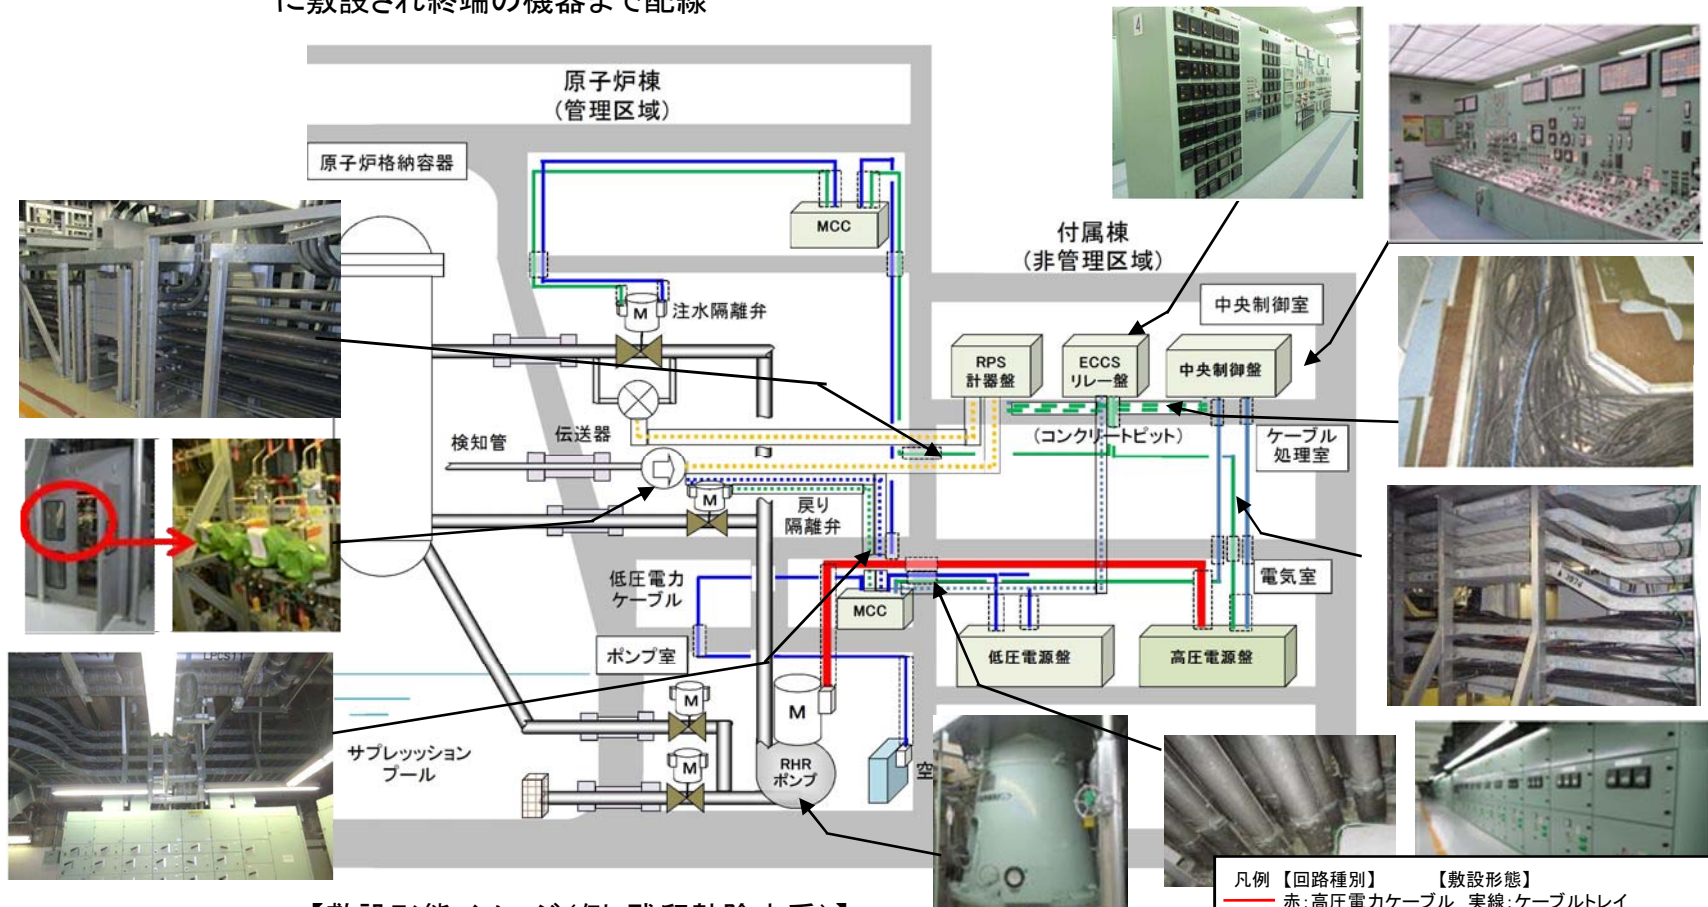 に敷設され終端の機器まで配線
原子炉棟
(管理区域)
原子炉格納容器
MCC
付属棟
(非管理区域)
中央制御室
M
注水隔離弁
RPS
計器盤
ECCS
リレー盤
中央制御盤
検知管
伝送器
(コンクリートピット)
ケーブル
処理室
M
戻り
隔離弁
低圧電力
ケーブル
MCC
電気室
ポンプ室
低圧電源盤
高圧電源盤
M
M
サプレッション
プール
M
RHR
ポンプ
空
4
LPCS11
凡例 【回路種別】 【敷設形態】
赤:高圧電力ケーブル 実線:ケーブルトレイ